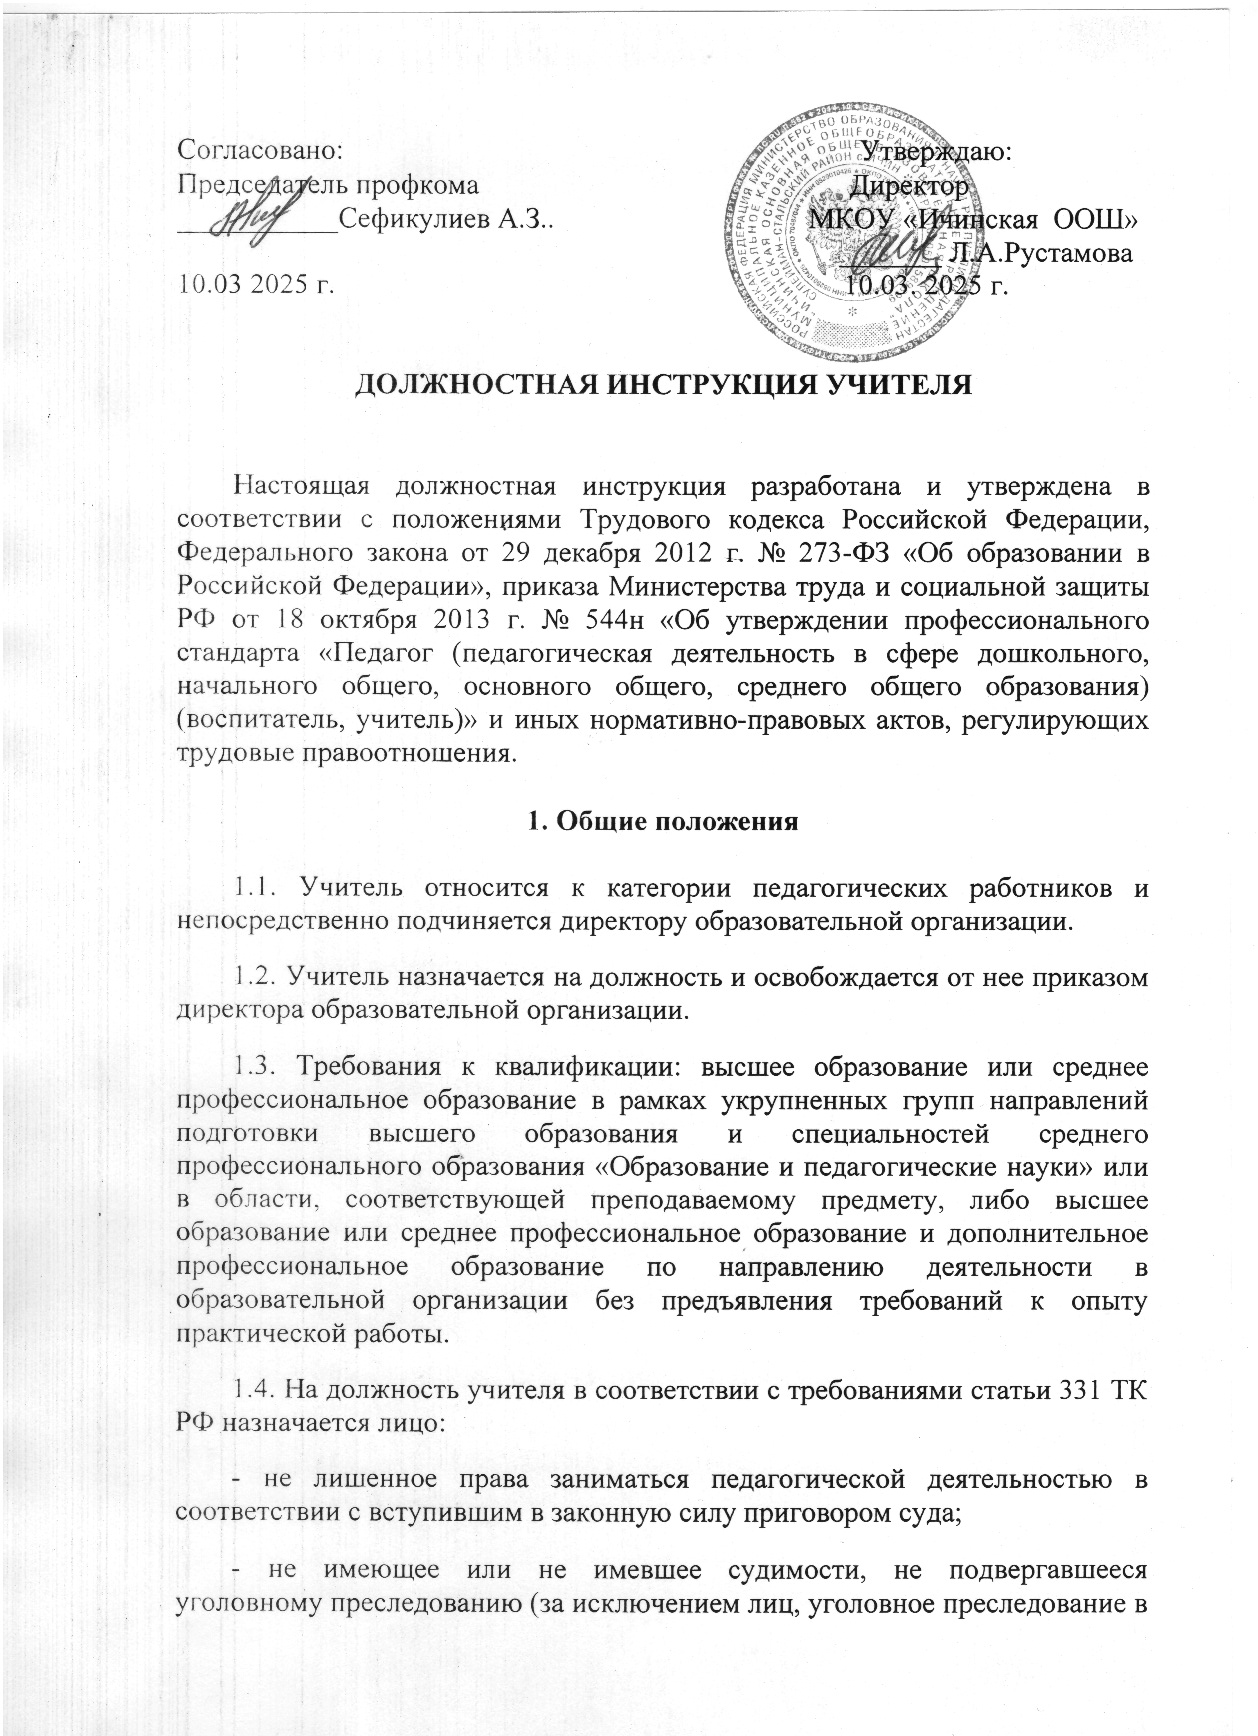 Согласовано: Утверждаю:
Председатель профкома Директор
____________Сефикулиев А.З.. МКОУ «Ичинская ООШ»
________ Л.А.Рустамова
10.03 2025 г. 10.03. 2025 г.
ДОЛЖНОСТНАЯ ИНСТРУКЦИЯ УЧИТЕЛЯ
Настоящая должностная инструкция разработана и утверждена в
соответствии с положениями Трудового кодекса Российской Федерации,
Федерального закона от 29 декабря 2012 г. № 273-ФЗ «Об образовании в
Российской Федерации», приказа Министерства труда и социальной защиты
РФ от 18 октября 2013 г. № 544н «Об утверждении профессионального
стандарта «Педагог (педагогическая деятельность в сфере дошкольного,
начального общего, основного общего, среднего общего образования)
(воспитатель, учитель)» и иных нормативно-правовых актов, регулирующих
трудовые правоотношения.
1. Общие положения
1.1. Учитель относится к категории педагогических работников и
непосредственно подчиняется директору образовательной организации.
1.2. Учитель назначается на должность и освобождается от нее приказом
директора образовательной организации.
1.3. Требования к квалификации: высшее образование или среднее
профессиональное образование в рамках укрупненных групп направлений
подготовки высшего образования и специальностей среднего
профессионального образования «Образование и педагогические науки» или
в области, соответствующей преподаваемому предмету, либо высшее
образование или среднее профессиональное образование и дополнительное
профессиональное образование по направлению деятельности в
образовательной организации без предъявления требований к опыту
практической работы.
1.4. На должность учителя в соответствии с требованиями статьи 331 ТК
РФ назначается лицо:
- не лишенное права заниматься педагогической деятельностью в
соответствии с вступившим в законную силу приговором суда;
- не имеющее или не имевшее судимости, не подвергавшееся
уголовному преследованию (за исключением лиц, уголовное преследование в